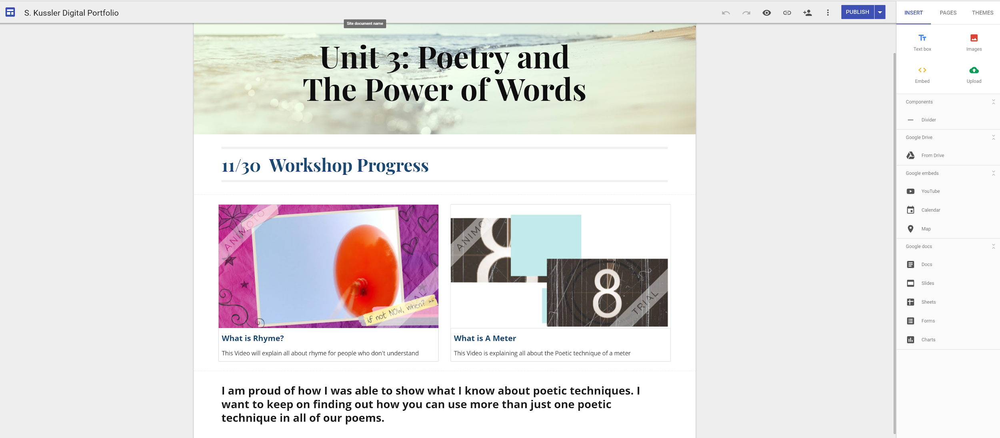 S. Kussler Digital Portfolio
PUBLISH
INSERT PAGES THEMES
Site document name
Unit 3: Poetry and
The Power of Words
11/30 Workshop Progress
ANIMOTO
TRIAL
if not NOW, when? >>
What is Rhyme?
This Video will explain all about rhyme for people who don't understand
ANIMOTO
8
8
TRIAL
What is A Meter
This Video is explaining all about the Poetic technique of a meter
I am proud of how I was able to show what I know about poetic techniques. I
want to keep on finding out how you can use more than just one poetic
technique in all of our poems.
Text box
Images
Embed
Upload
Components
Divider
Google Drive
From Drive
Google embeds
YouTube
Calendar
Map
Google docs
Docs
Slides
Sheets
Forms
Charts